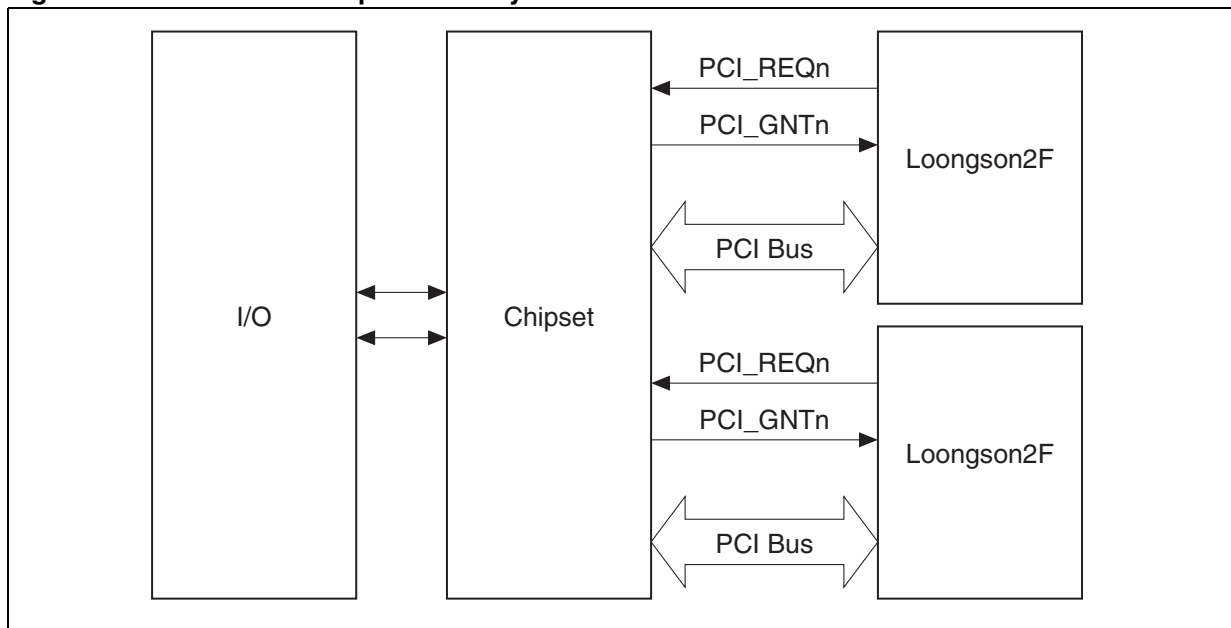 PCI_REQn
PCI_GNTn
Loongson2F
PCI Bus
I/O
Chipset
PCI_REQn
PCI_GNTn
Loongson2F
PCI Bus